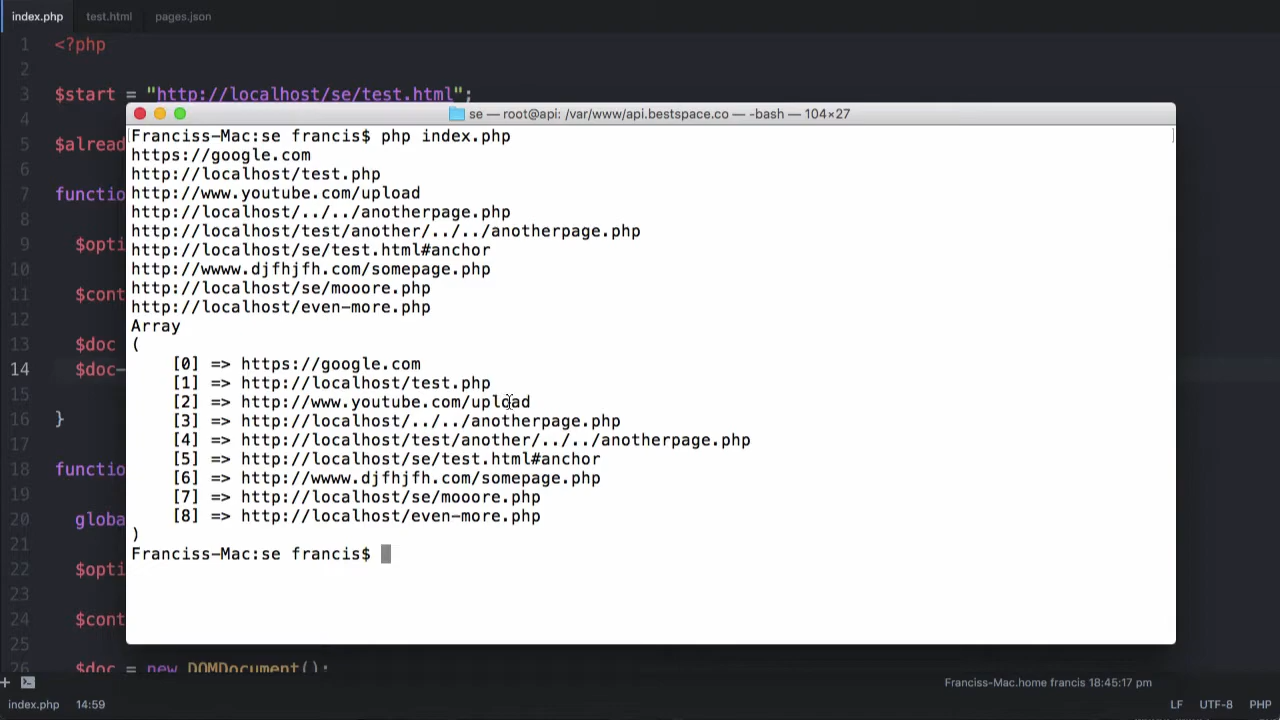 index.php test.html pages.json
1 <?php
2
3 $start = "http://localhost/se/test.html";
4
se — root@api: /var/www/api.bestspace.co — -bash — 104×27
5 $alread
6
7 functio
8
9 $opti
10
11 $cont
12
13 $doc
14 $doc-
15
16 }
17
18 functio
19
20 globa
21
22 $opti
23
24 $cont
25
26 $doc = new DOMDocument();
Franciss-Mac:se francis$ php index.php
https://google.com
http://localhost/test.php
http://www.youtube.com/upload
http://localhost/../../anotherpage.php
http://localhost/test/another/../../anotherpage.php
http://localhost/se/test.html#anchor
http://wwww.djfhjfh.com/somepage.php
http://localhost/se/mooore.php
http://localhost/even-more.php
Array
(
[0] => https://google.com
[1] => http://localhost/test.php
[2] => http://www.youtube.com/upload
[3] => http://localhost/../../anotherpage.php
[4] => http://localhost/test/another/../../anotherpage.php
[5] => http://localhost/se/test.html#anchor
[6] => http://wwww.djfhjfh.com/somepage.php
[7] => http://localhost/se/mooore.php
[8] => http://localhost/even-more.php
)
Franciss-Mac:se francis$
Franciss-Mac.home francis 18:45:17 pm
index.php 14:59 LF UTF-8 PHP